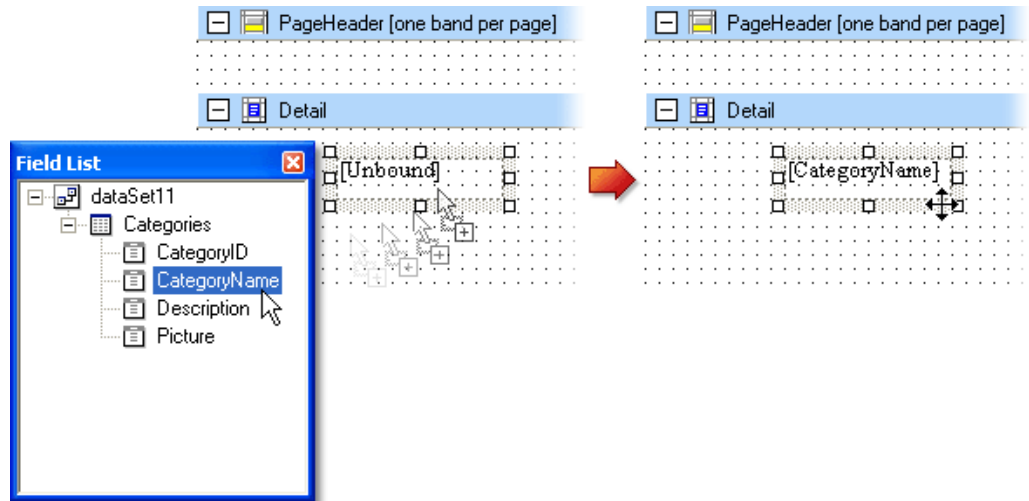 PageHeader [one band per page]
Detail
[Unbound]
Field List
dataSet11
Categories
CategoryID
CategoryName
Description
Picture
PageHeader [one band per page]
Detail
[CategoryName]